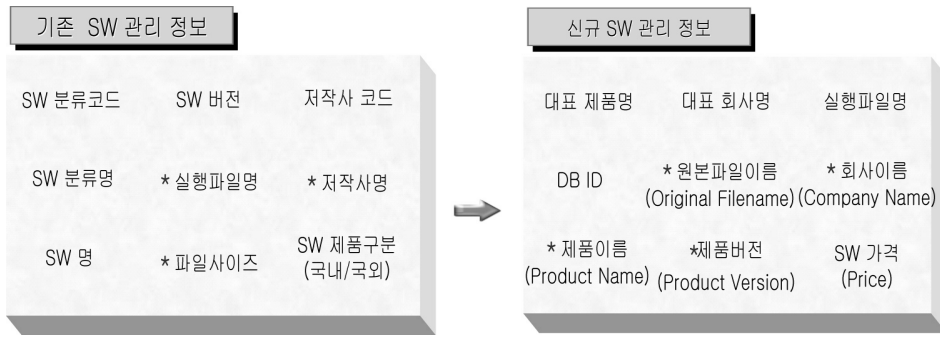 기존 SW 관리 정보
SW 분류코드 SW 버전 저작사 코드
SW 분류명 * 실행파일명 * 저작사명
SW 명 * 파일사이즈 SW 제품구분
(국내/국외)
신규 SW 관리 정보
대표 제품명 대표 회사명 실행파일명
DB ID * 원본파일이름 * 회사이름
(Original Filename) (Company Name)
* 제품이름 *제품버전 SW 가격
(Product Name) (Product Version) (Price)